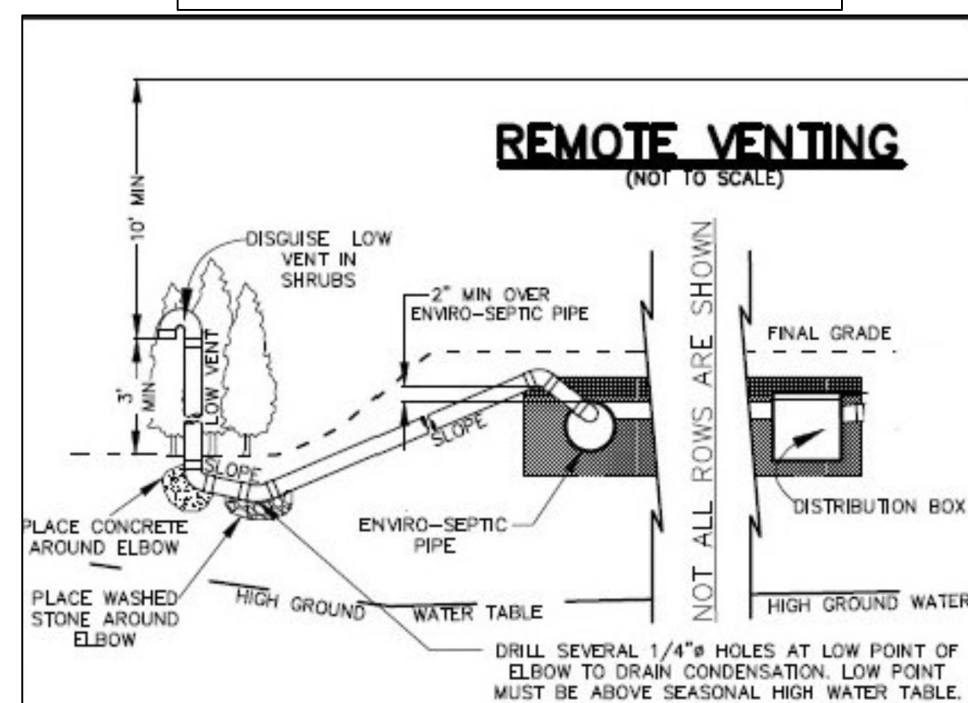 REMOTE VENTING
(NOT TO SCALE)
10' MIN
DISGUISE LOW
VENT IN
SHRUBS
2" MIN OVER
ENVIRO-SEPTIC PIPE
NOT ALL ROWS ARE SHOWN
FINAL GRADE
3'
MIN
LOW VENT
SLOPE
SLOPE
PLACE CONCRETE
AROUND ELBOW
ENVIRO-SEPTIC
PIPE
DISTRIBUTION BOX
PLACE WASHED
STONE AROUND
ELBOW
HIGH GROUND WATER TABLE
HIGH GROUND WATER
DRILL SEVERAL 1/4"ø HOLES AT LOW POINT OF
ELBOW TO DRAIN CONDENSATION. LOW POINT
MUST BE ABOVE SEASONAL HIGH WATER TABLE.